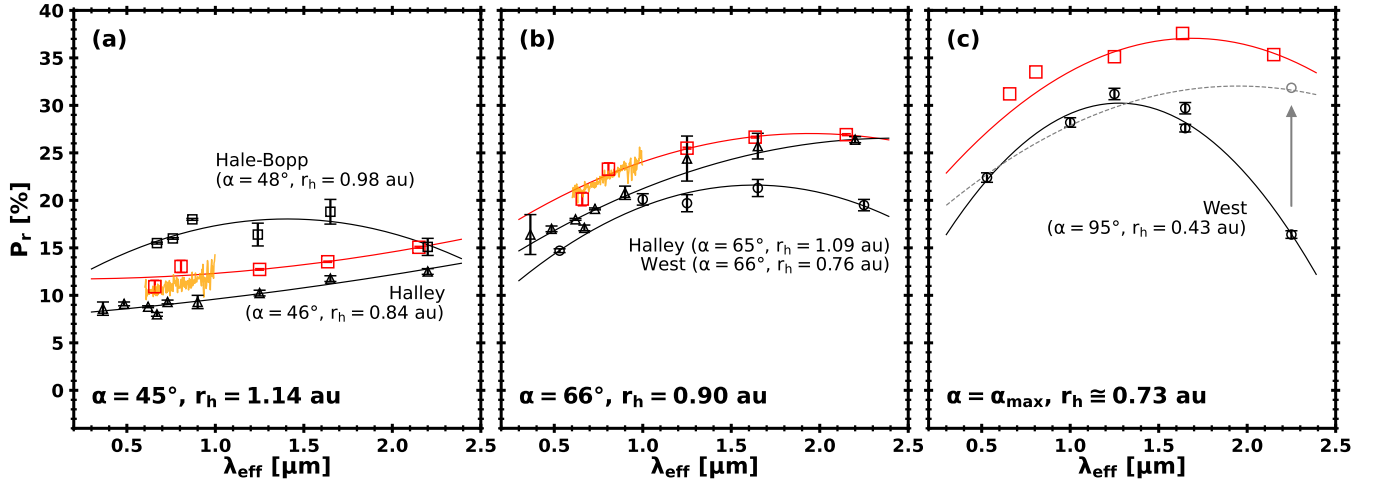 (a)
(b)
(c)
40
35
30
25
20
15
10
5
0
P_r [%]
Hale-Bopp
(α = 48°, r_h = 0.98 au)
Halley
(α = 46°, r_h = 0.84 au)
α = 45°, r_h = 1.14 au
Halley (α = 65°, r_h = 1.09 au)
West (α = 66°, r_h = 0.76 au)
α = 66°, r_h = 0.90 au
West
(α = 95°, r_h = 0.43 au)
α = α_max, r_h ≅ 0.73 au
0.5 1.0 1.5 2.0 2.5
0.5 1.0 1.5 2.0 2.5
0.5 1.0 1.5 2.0 2.5
λ_eff [μm]
λ_eff [μm]
λ_eff [μm]